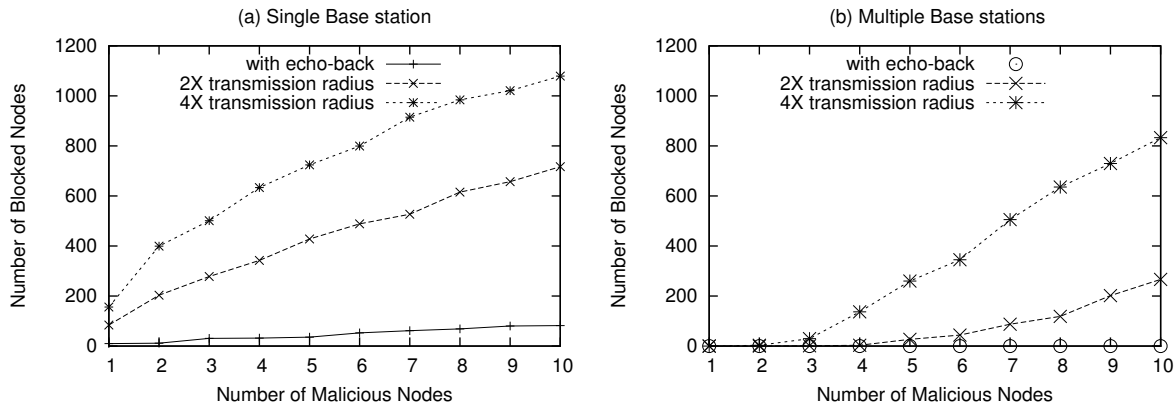 (a) Single Base station
1200
1000
800
600
400
200
0
Number of Blocked Nodes
with echo-back
2X transmission radius
4X transmission radius
1 2 3 4 5 6 7 8 9 10
Number of Malicious Nodes
(b) Multiple Base stations
1200
1000
800
600
400
200
0
Number of Blocked Nodes
with echo-back
2X transmission radius
4X transmission radius
1 2 3 4 5 6 7 8 9 10
Number of Malicious Nodes